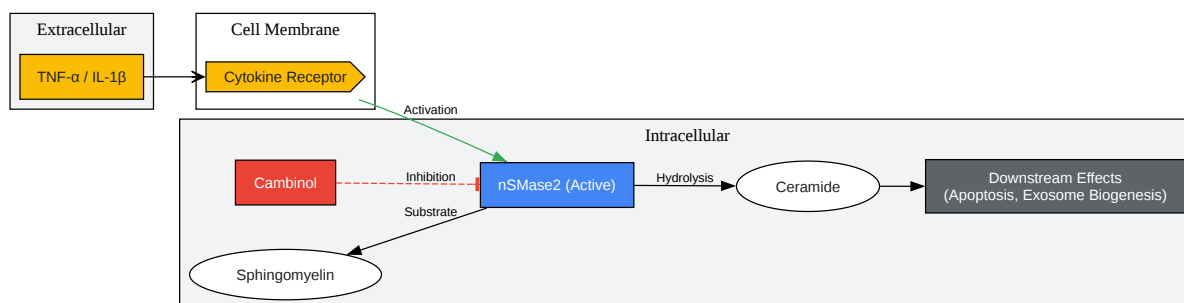 Extracellular
TNF-α / IL-1β
Cell Membrane
Cytokine Receptor
Activation
Intracellular
Cambinol
Inhibition
nSMase2 (Active)
Hydrolysis
Ceramide
Downstream Effects
(Apoptosis, Exosome Biogenesis)
Substrate
Sphingomyelin